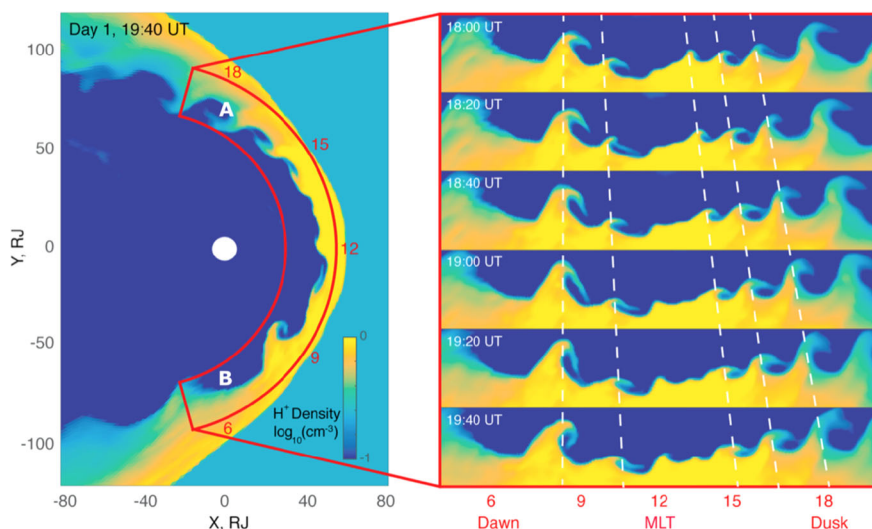 Day 1, 19:40 UT
100
50
0
-50
-100
Y, RJ
-80
-40
0
40
80
X, RJ
18
15
12
9
6
A
B
0
-1
H+ Density
log10(cm-3)
18:00 UT
18:20 UT
18:40 UT
19:00 UT
19:20 UT
19:40 UT
6
9
12
15
18
Dawn
MLT
Dusk